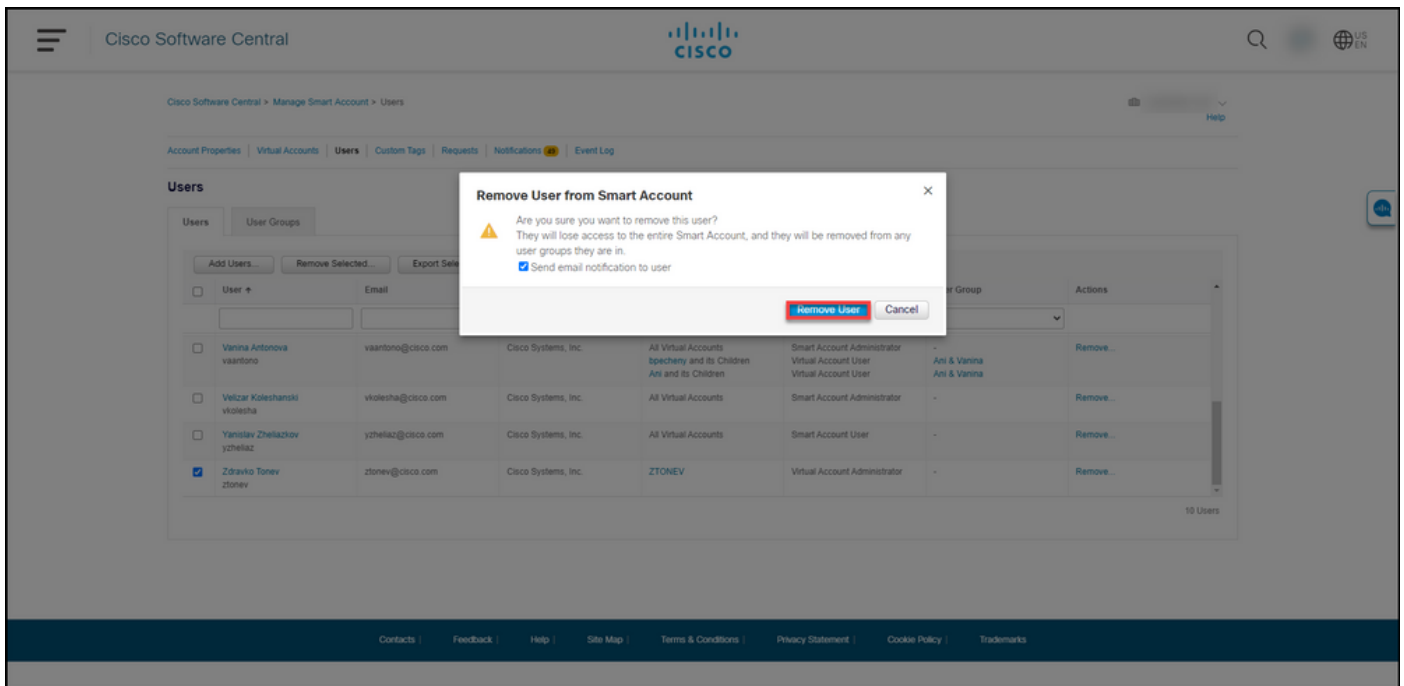 Cisco Software Central
CISCO
US
EN
Cisco Software Central > Manage Smart Account > Users
Help
Account Properties | Virtual Accounts | Users | Custom Tags | Requests | Notifications | Event Log
Users
Users User Groups
Remove User from Smart Account
Are you sure you want to remove this user?
They will lose access to the entire Smart Account, and they will be removed from any
user groups they are in.
Send email notification to user
Remove User Cancel
Add Users... Remove Selected... Export Sele
User Email er Group Actions
Vanina Antonova vaantono@cisco.com Cisco Systems, Inc. All Virtual Accounts Smart Account Administrator - Remove...
vaantono bpecheny and its Children Virtual Account User Ani & Vanina
Ani and its Children Virtual Account User Ani & Vanina
Velizar Koleshanski vkolesha@cisco.com Cisco Systems, Inc. All Virtual Accounts Smart Account Administrator - Remove...
vkolesha
Yanislav Zheliazkov yzheliaz@cisco.com Cisco Systems, Inc. All Virtual Accounts Smart Account User - Remove...
yzheliaz
Zdravko Tonev ztonev@cisco.com Cisco Systems, Inc. ZTONEV Virtual Account Administrator - Remove...
ztonev
10 Users
Contacts | Feedback | Help | Site Map | Terms & Conditions | Privacy Statement | Cookie Policy | Trademarks